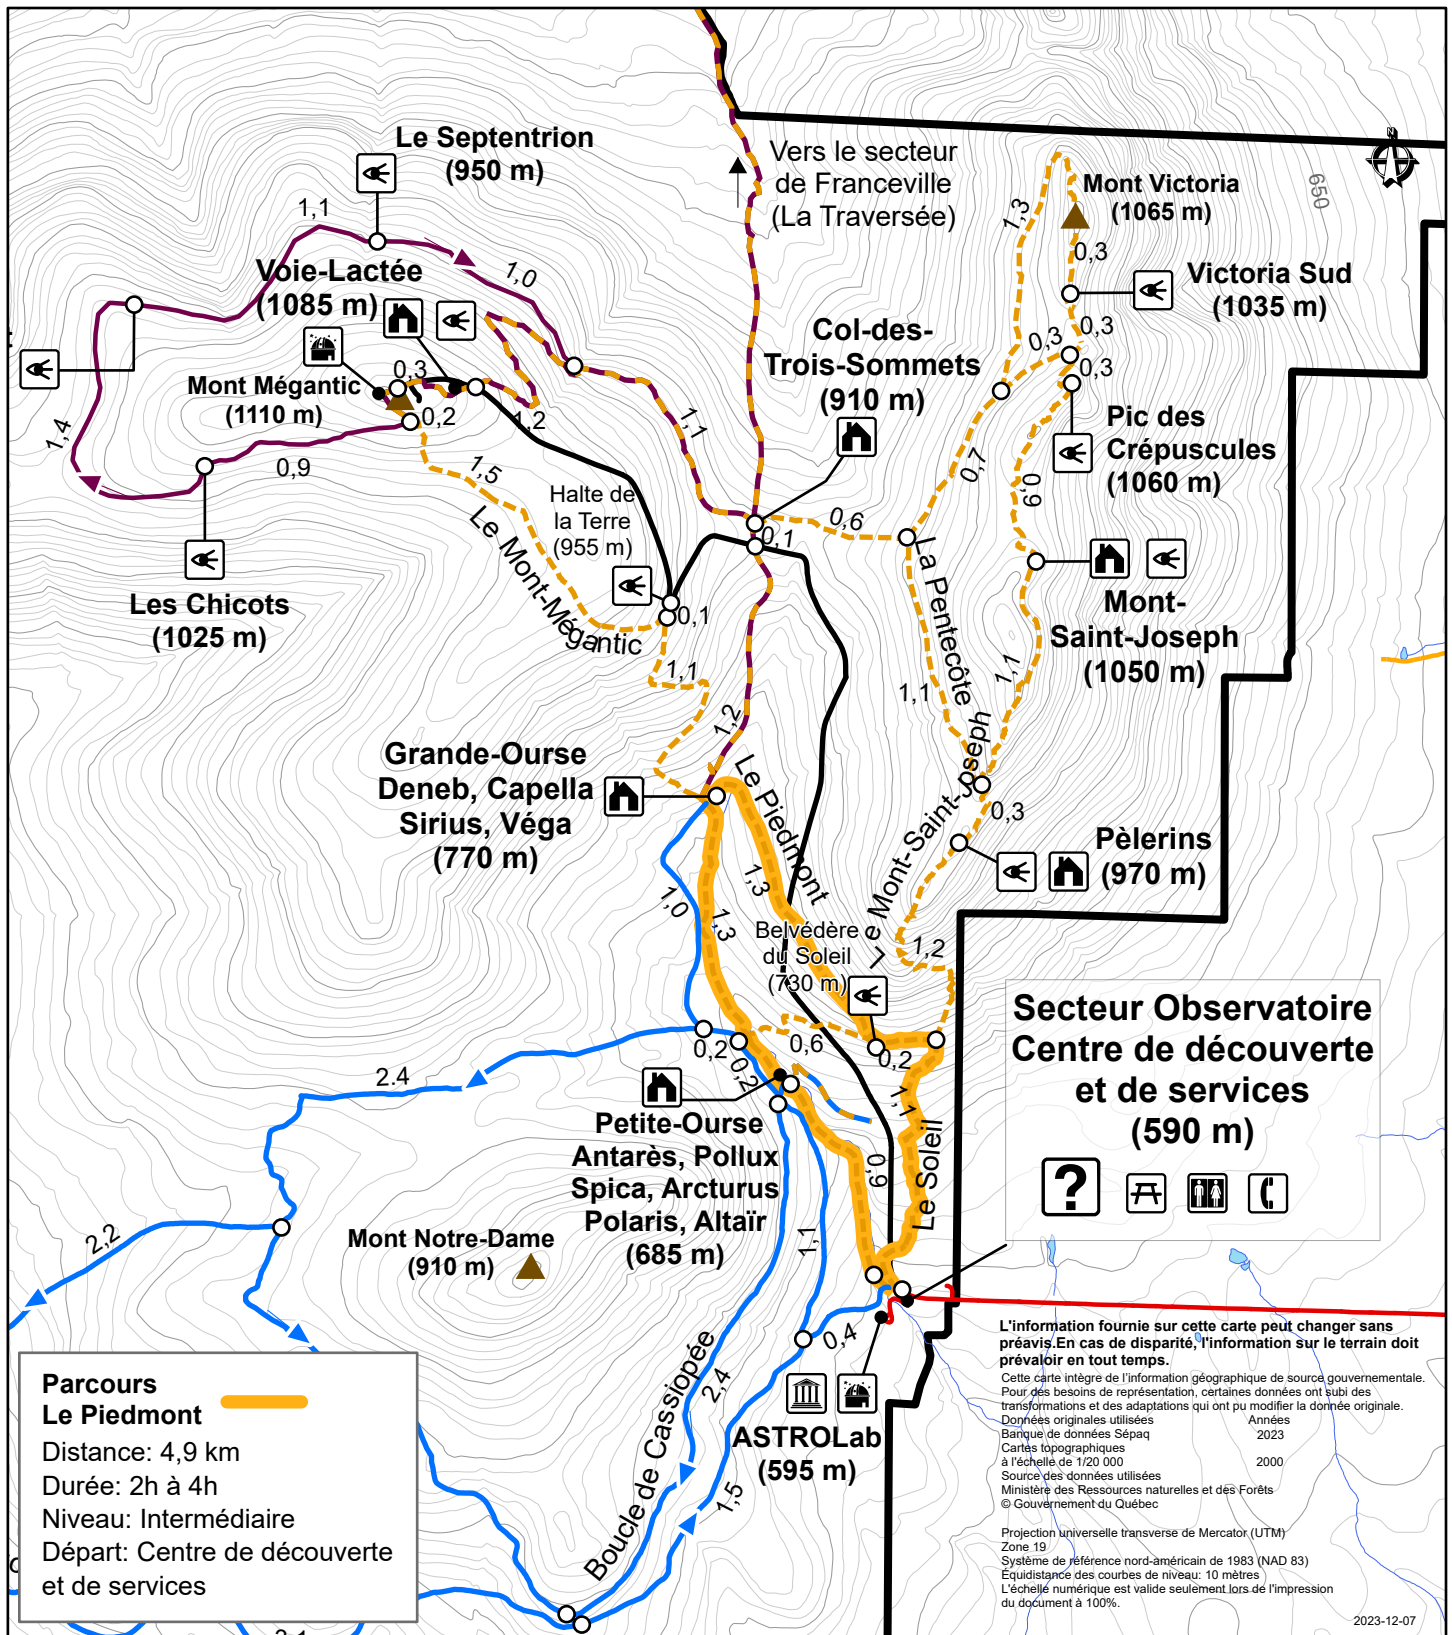 Le Septentrion
(950 m)
1,1
1,0
Voie-Lactée
(1085 m)
Mont Mégantic
(1110 m)
0,3
0,2
1,2
1,4
0,9
1,5
Les Chicots
(1025 m)
Le Mont-Mégantic
Halte de
la Terre
(955 m)
0,1
1,1
1,1
Vers le secteur
de Franceville
(La Traversée)
Col-des-
Trois-Sommets
(910 m)
0,1
0,6
1,2
650
Mont Victoria
(1065 m)
1,3
0,3
Victoria Sud
(1035 m)
0,3
0,3
0,3
Pic des
Crépuscules
(1060 m)
0,7
0,9
La Pentecôte
Mont-
Saint-Joseph
(1050 m)
1,1
1,1
Le Mont-Saint-Joseph
0,3
Pèlerins
(970 m)
1,2
Grande-Ourse
Deneb, Capella
Sirius, Véga
(770 m)
Le Piedmont
1,3
1,0
1,3
Belvédère
du Soleil
(730 m)
0,2
0,2
0,6
0,2
1,1
2.4
Petite-Ourse
Antarès, Pollux
Spica, Arcturus
Polaris, Altaïr
(685 m)
0,9
Le Soleil
1,1
2,2
Mont Notre-Dame
(910 m)
0,4
2,4
Boucle de Cassiopée
1,5
ASTROLab
(595 m)
Secteur Observatoire
Centre de découverte
et de services
(590 m)
?
Parcours
Le Piedmont
Distance: 4,9 km
Durée: 2h à 4h
Niveau: Intermédiaire
Départ: Centre de découverte
et de services
L'information fournie sur cette carte peut changer sans
préavis.En cas de disparité, l'information sur le terrain doit
prévaloir en tout temps.
Cette carte intègre de l'information géographique de source gouvernementale.
Pour des besoins de représentation, certaines données ont subi des
transformations et des adaptations qui ont pu modifier la donnée originale.
Données originales utilisées Années
Banque de données Sépaq 2023
Cartes topographiques
à l'échelle de 1/20 000 2000
Source des données utilisées
Ministère des Ressources naturelles et des Forêts
© Gouvernement du Québec
Projection universelle transverse de Mercator (UTM)
Zone 19
Système de référence nord-américain de 1983 (NAD 83)
Équidistance des courbes de niveau: 10 mètres
L'échelle numérique est valide seulement lors de l'impression
du document à 100%.
2023-12-07